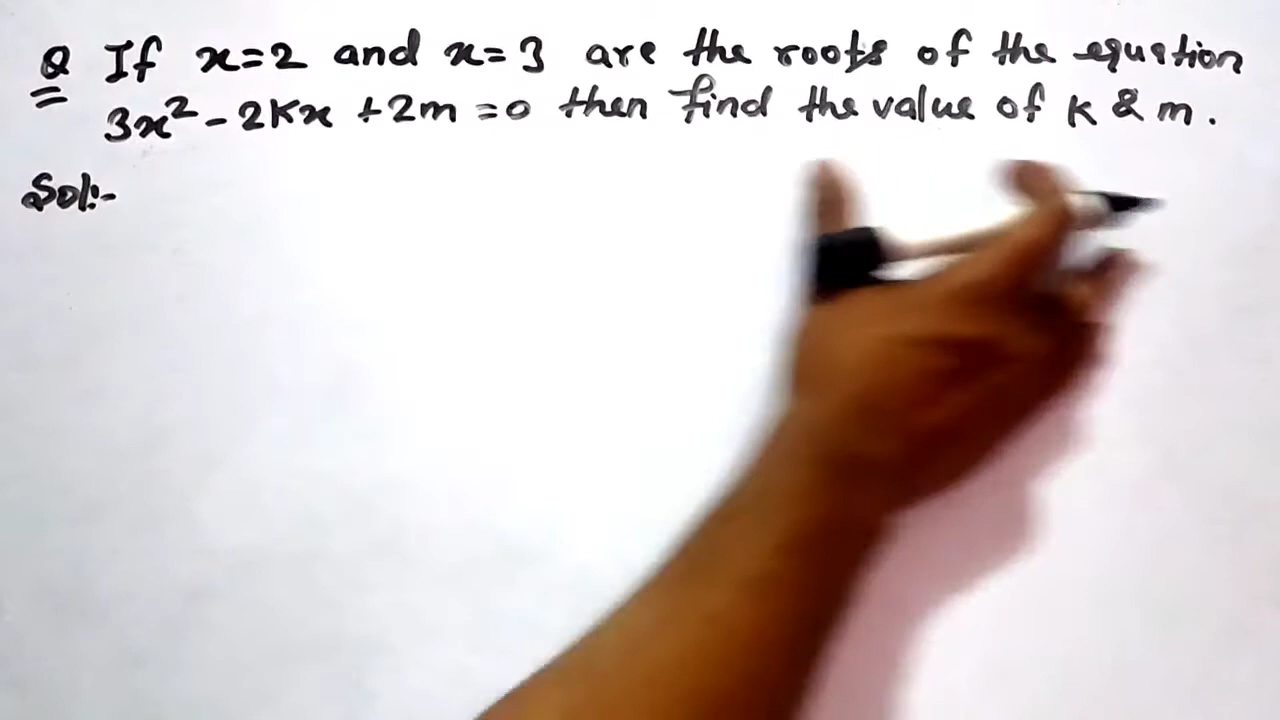 Q If x=2 and x=3 are the roots of the equation
3x² - 2Kx + 2m = 0 then find the value of K & m.
Sol:-